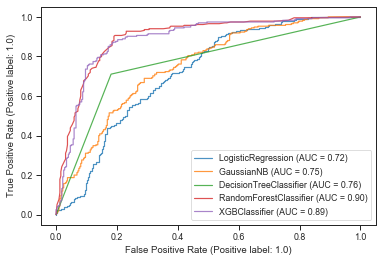 1.0
0.8
0.6
0.4
0.2
0.0
True Positive Rate (Positive label: 1.0)
LogisticRegression (AUC = 0.72)
GaussianNB (AUC = 0.75)
DecisionTreeClassifier (AUC = 0.76)
RandomForestClassifier (AUC = 0.90)
XGBClassifier (AUC = 0.89)
0.0 0.2 0.4 0.6 0.8 1.0
False Positive Rate (Positive label: 1.0)